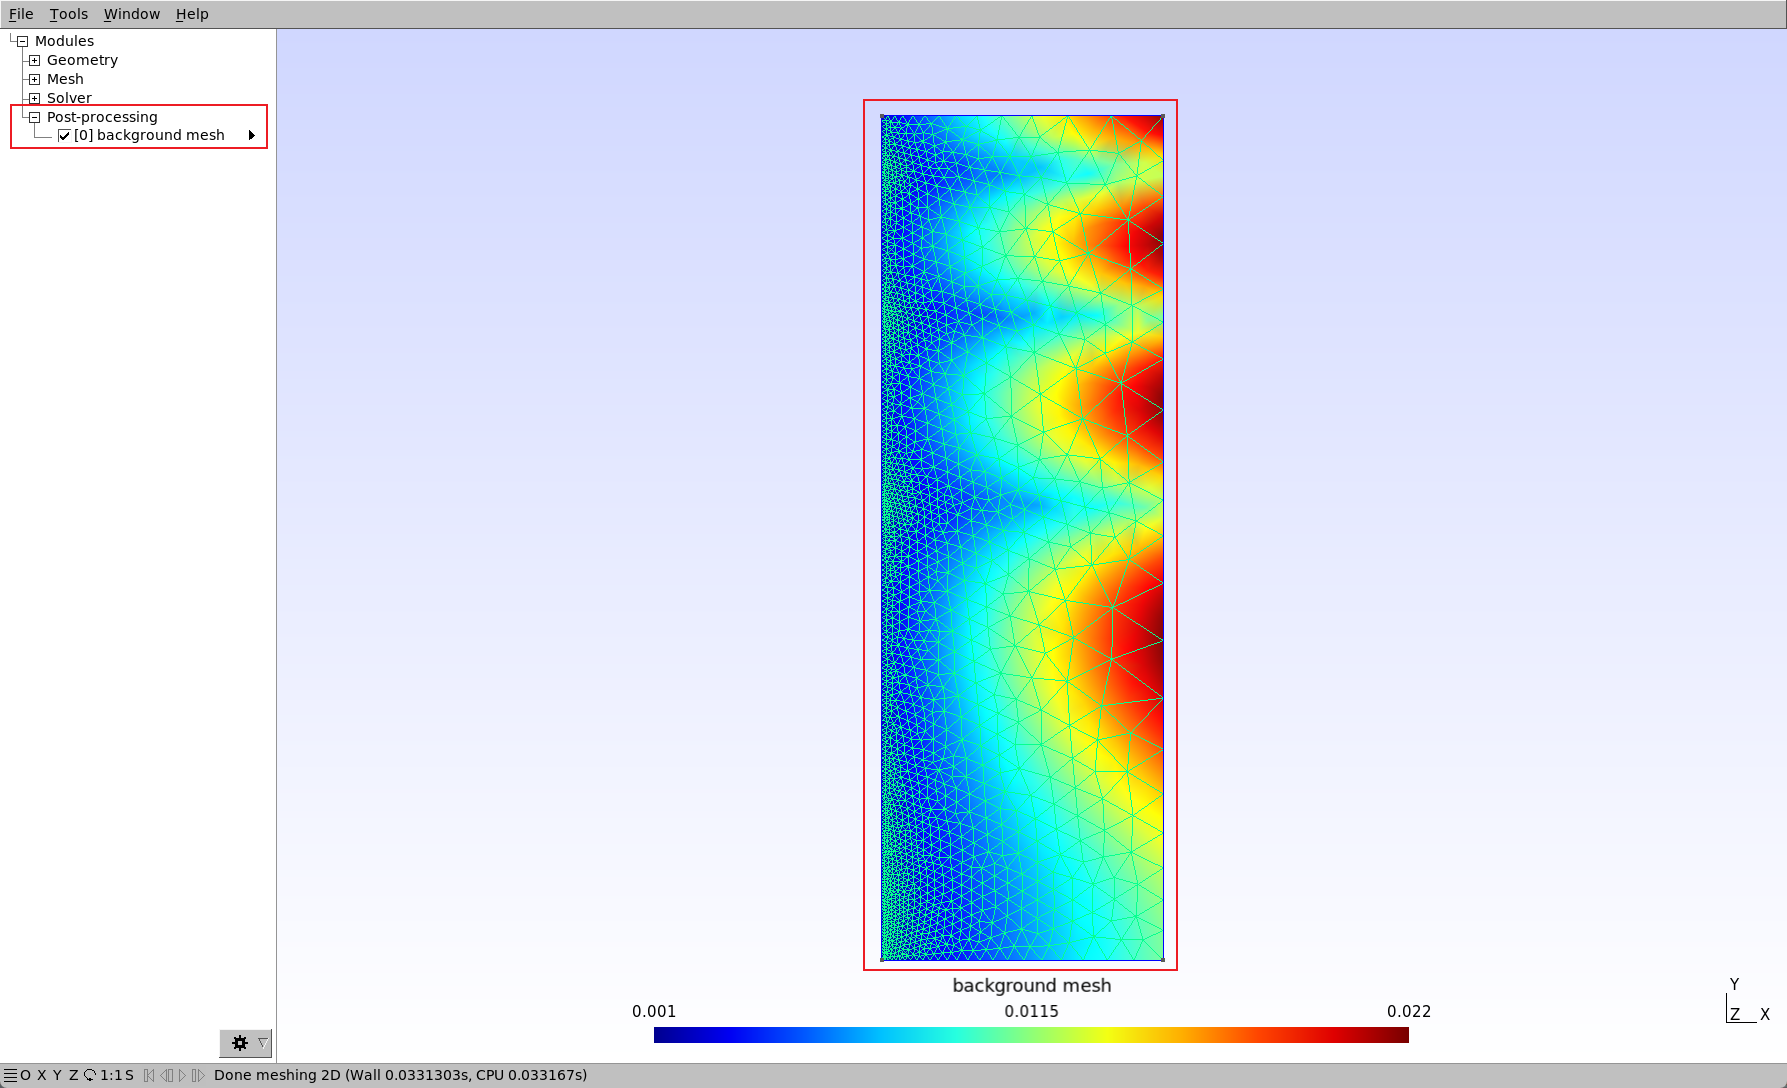 File Tools Window Help
Modules
Geometry
Mesh
Solver
Post-processing
[0] background mesh
background mesh
0.001 0.0115 0.022
Y
Z X
O X Y Z 1:1 S Done meshing 2D (Wall 0.0331303s, CPU 0.033167s)